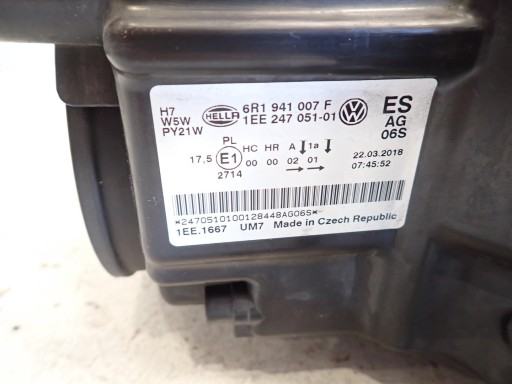 H7
W5W
PY21W
HELLA
6R1 941 007 F
1EE 247 051-01
VW
ES
AG
06S
PL
HC HR A 1a
17,5 E1 00 00 02 01
2714
22.03.2018
07:45:52
*247051010012844BAG06S*
1EE.1667 UM7 Made in Czech Republic